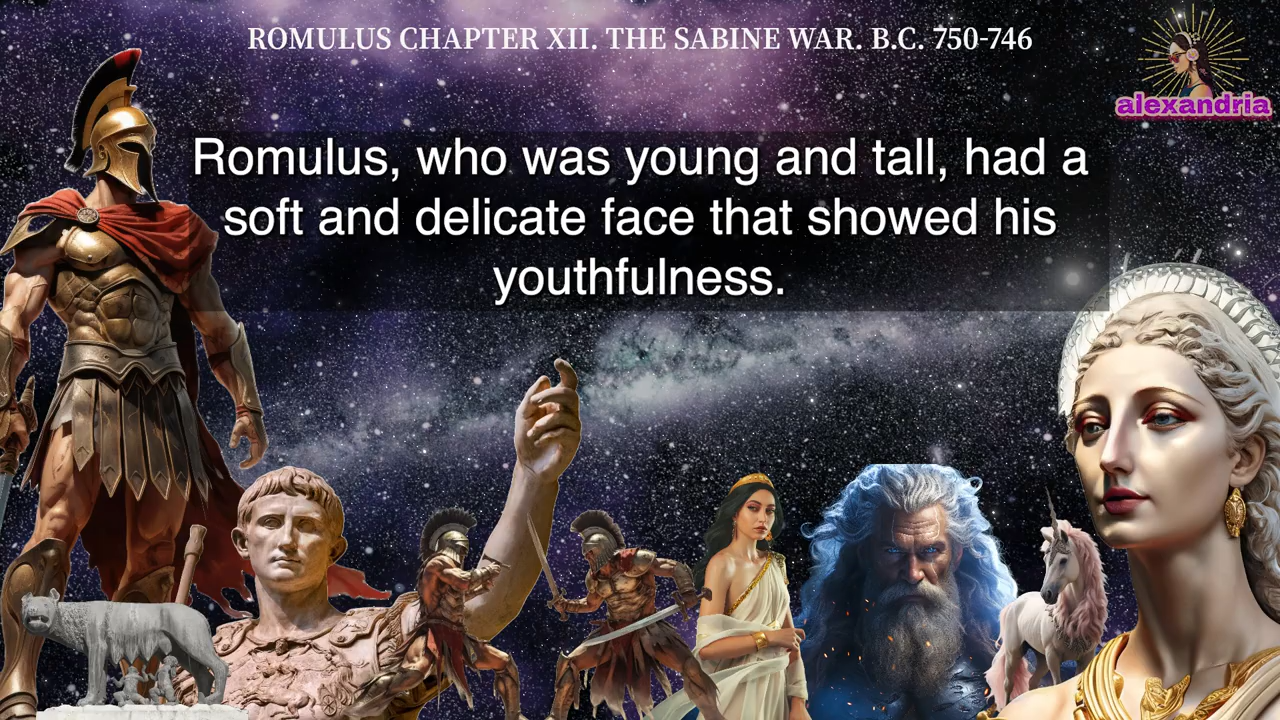 ROMULUS CHAPTER XII. THE SABINE WAR. B.C. 750-746
alexandria
Romulus, who was young and tall, had a
soft and delicate face that showed his
youthfulness.